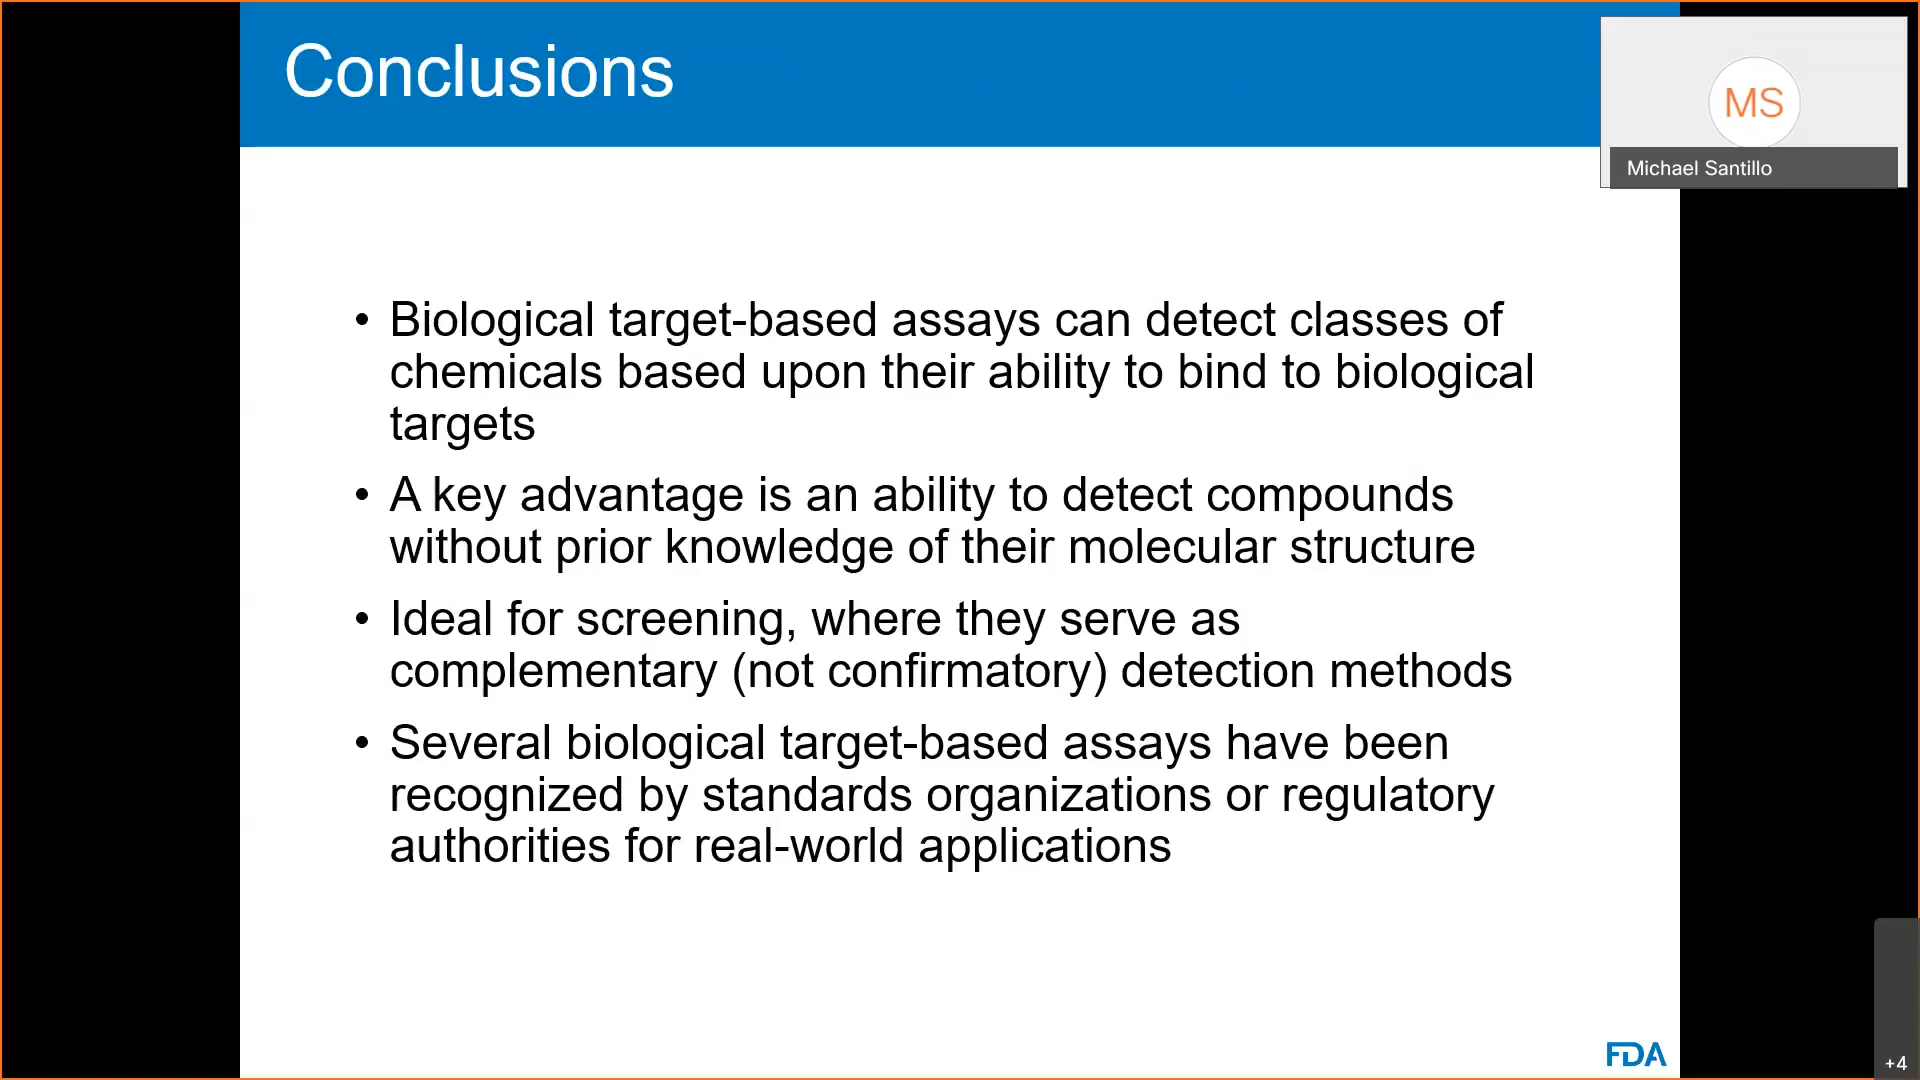 Conclusions
MS
Michael Santillo
• Biological target-based assays can detect classes of
chemicals based upon their ability to bind to biological
targets
• A key advantage is an ability to detect compounds
without prior knowledge of their molecular structure
• Ideal for screening, where they serve as
complementary (not confirmatory) detection methods
• Several biological target-based assays have been
recognized by standards organizations or regulatory
authorities for real-world applications
FDA
+4